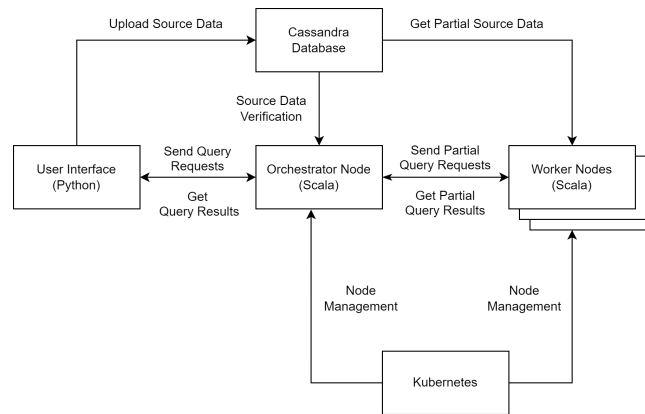 Upload Source Data
Cassandra
Database
Get Partial Source Data
Source Data
Verification
User Interface
(Python)
Send Query
Requests
Get
Query Results
Orchestrator Node
(Scala)
Send Partial
Query Requests
Get Partial
Query Results
Worker Nodes
(Scala)
Node
Management
Node
Management
Kubernetes